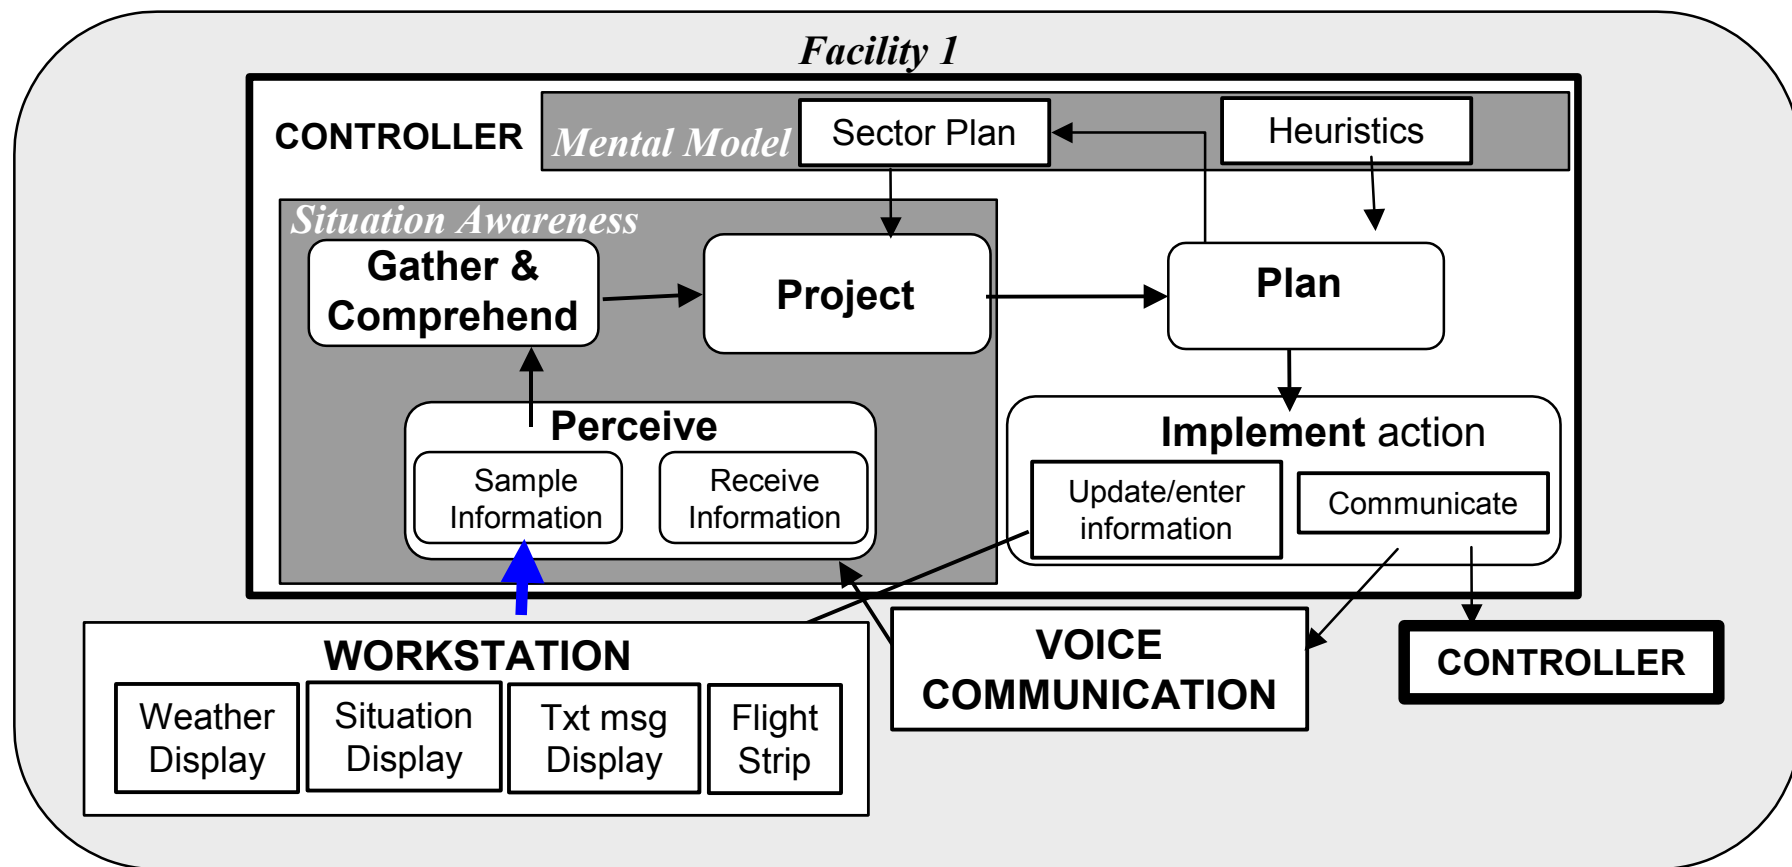 Facility 1
CONTROLLER
Mental Model
Sector Plan
Heuristics
Situation Awareness
Gather &
Comprehend
Project
Plan
Perceive
Sample
Information
Receive
Information
Implement action
Update/enter
information
Communicate
WORKSTATION
Weather
Display
Situation
Display
Txt msg
Display
Flight
Strip
VOICE
COMMUNICATION
CONTROLLER